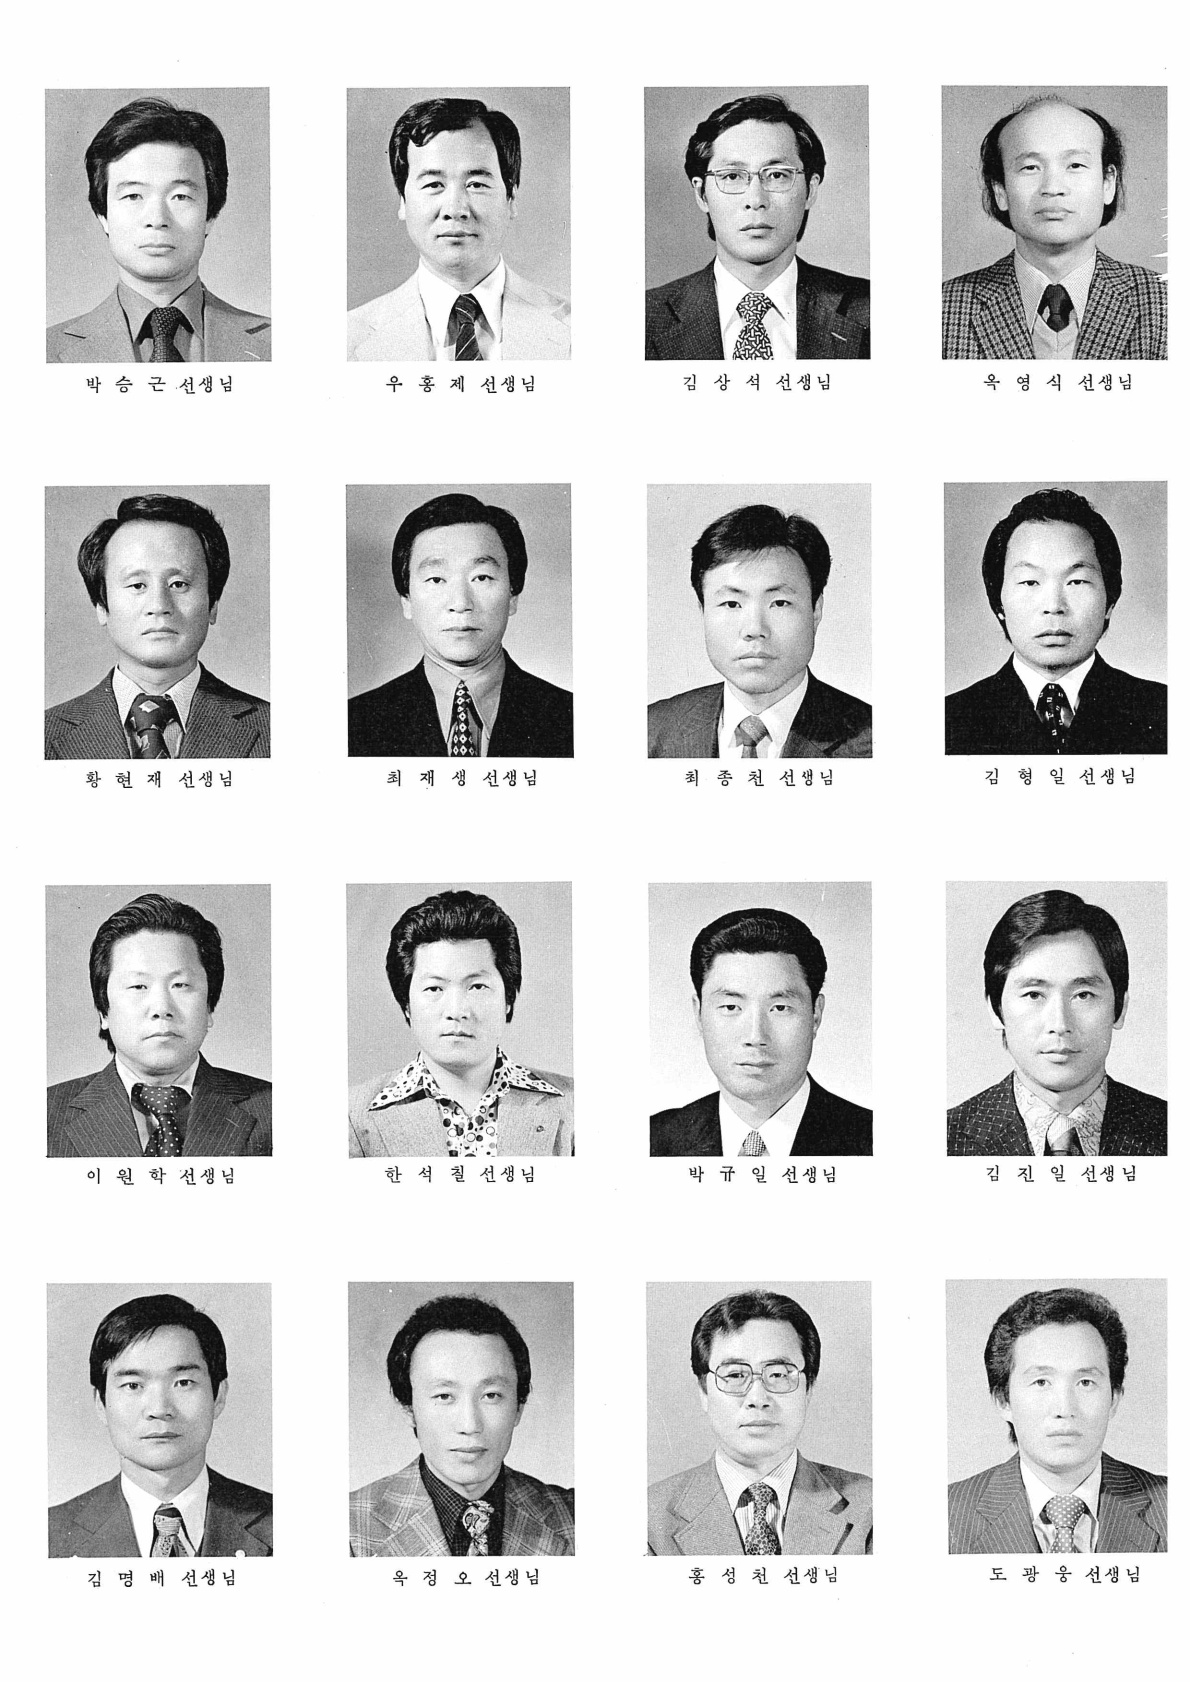 박 승 근 선생님
우 홍 제 선생님
김 상 석 선생님
옥 영 식 선생님
황 현 재 선생님
최 재 생 선생님
최 종 천 선생님
김 형 일 선생님
이 원 학 선생님
한 석 칠 선생님
박 규 일 선생님
김 진 일 선생님
김 명 배 선생님
옥 정 오 선생님
홍 성 천 선생님
도 광 웅 선생님